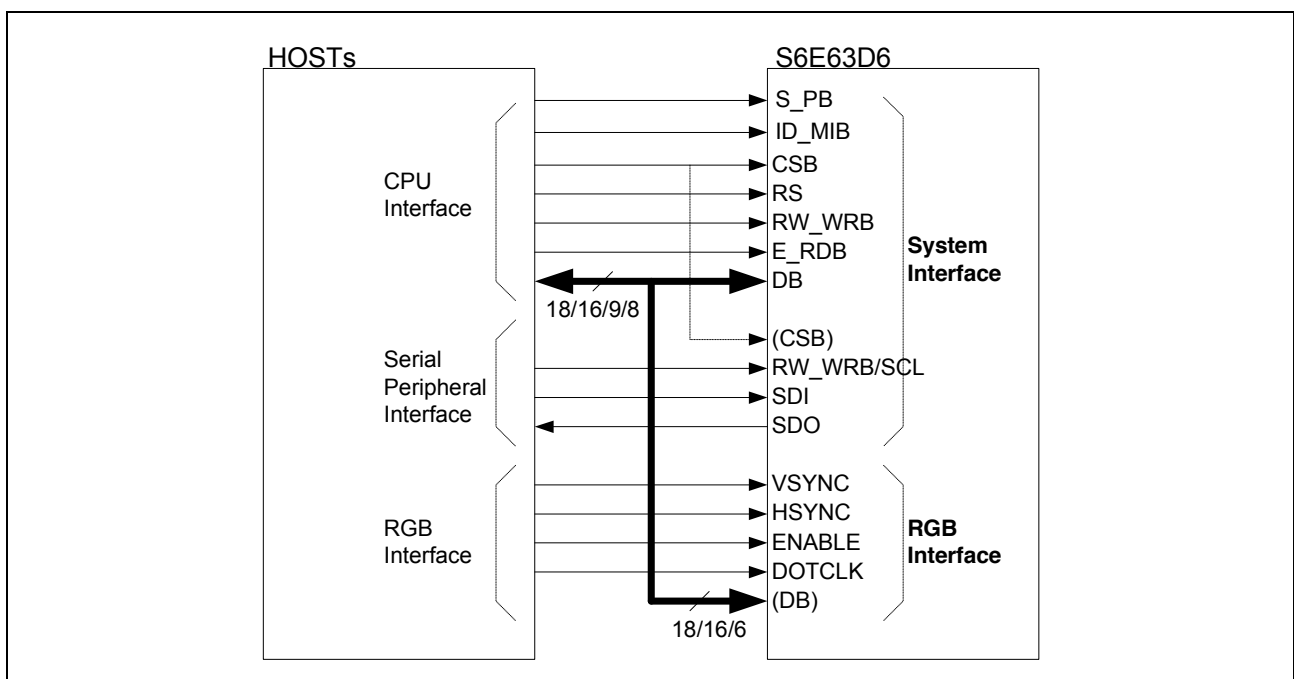 HOSTs
S6E63D6
CPU
Interface
S_PB
ID_MIB
CSB
RS
RW_WRB
E_RDB
DB
System
Interface
18/16/9/8
Serial
Peripheral
Interface
(CSB)
RW_WRB/SCL
SDI
SDO
RGB
Interface
VSYNC
HSYNC
ENABLE
DOTCLK
(DB)
RGB
Interface
18/16/6